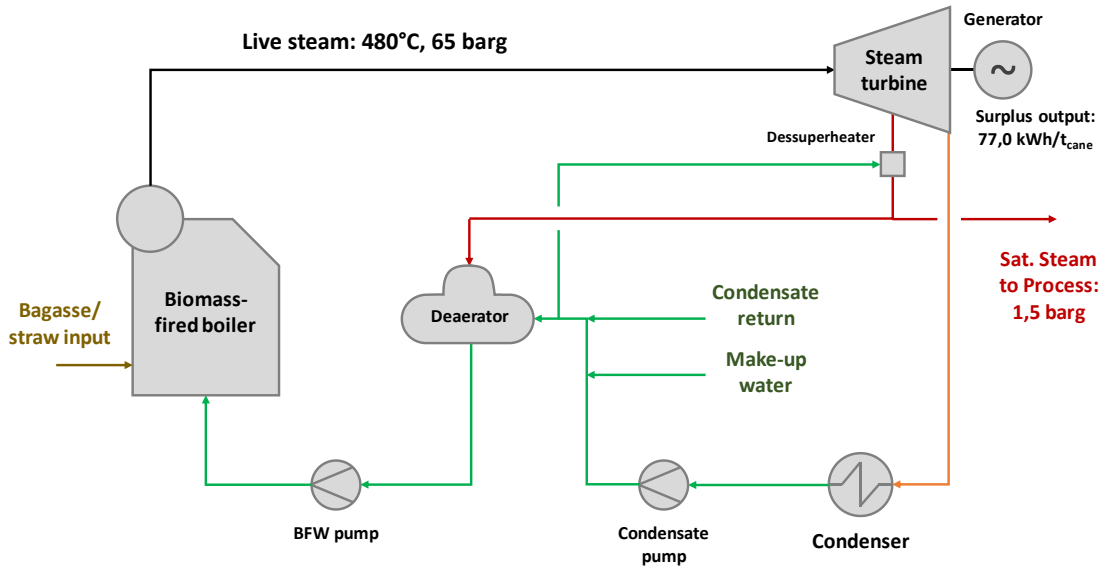 Generator
Live steam: 480°C, 65 barg
Steam
turbine
~
Surplus output:
77,0 kWh/tcane
Dessuperheater
Sat. Steam
to Process:
1,5 barg
Biomass-
fired boiler
Bagasse/
straw input
Deaerator
Condensate
return
Make-up
water
BFW pump
Condensate
pump
Condenser